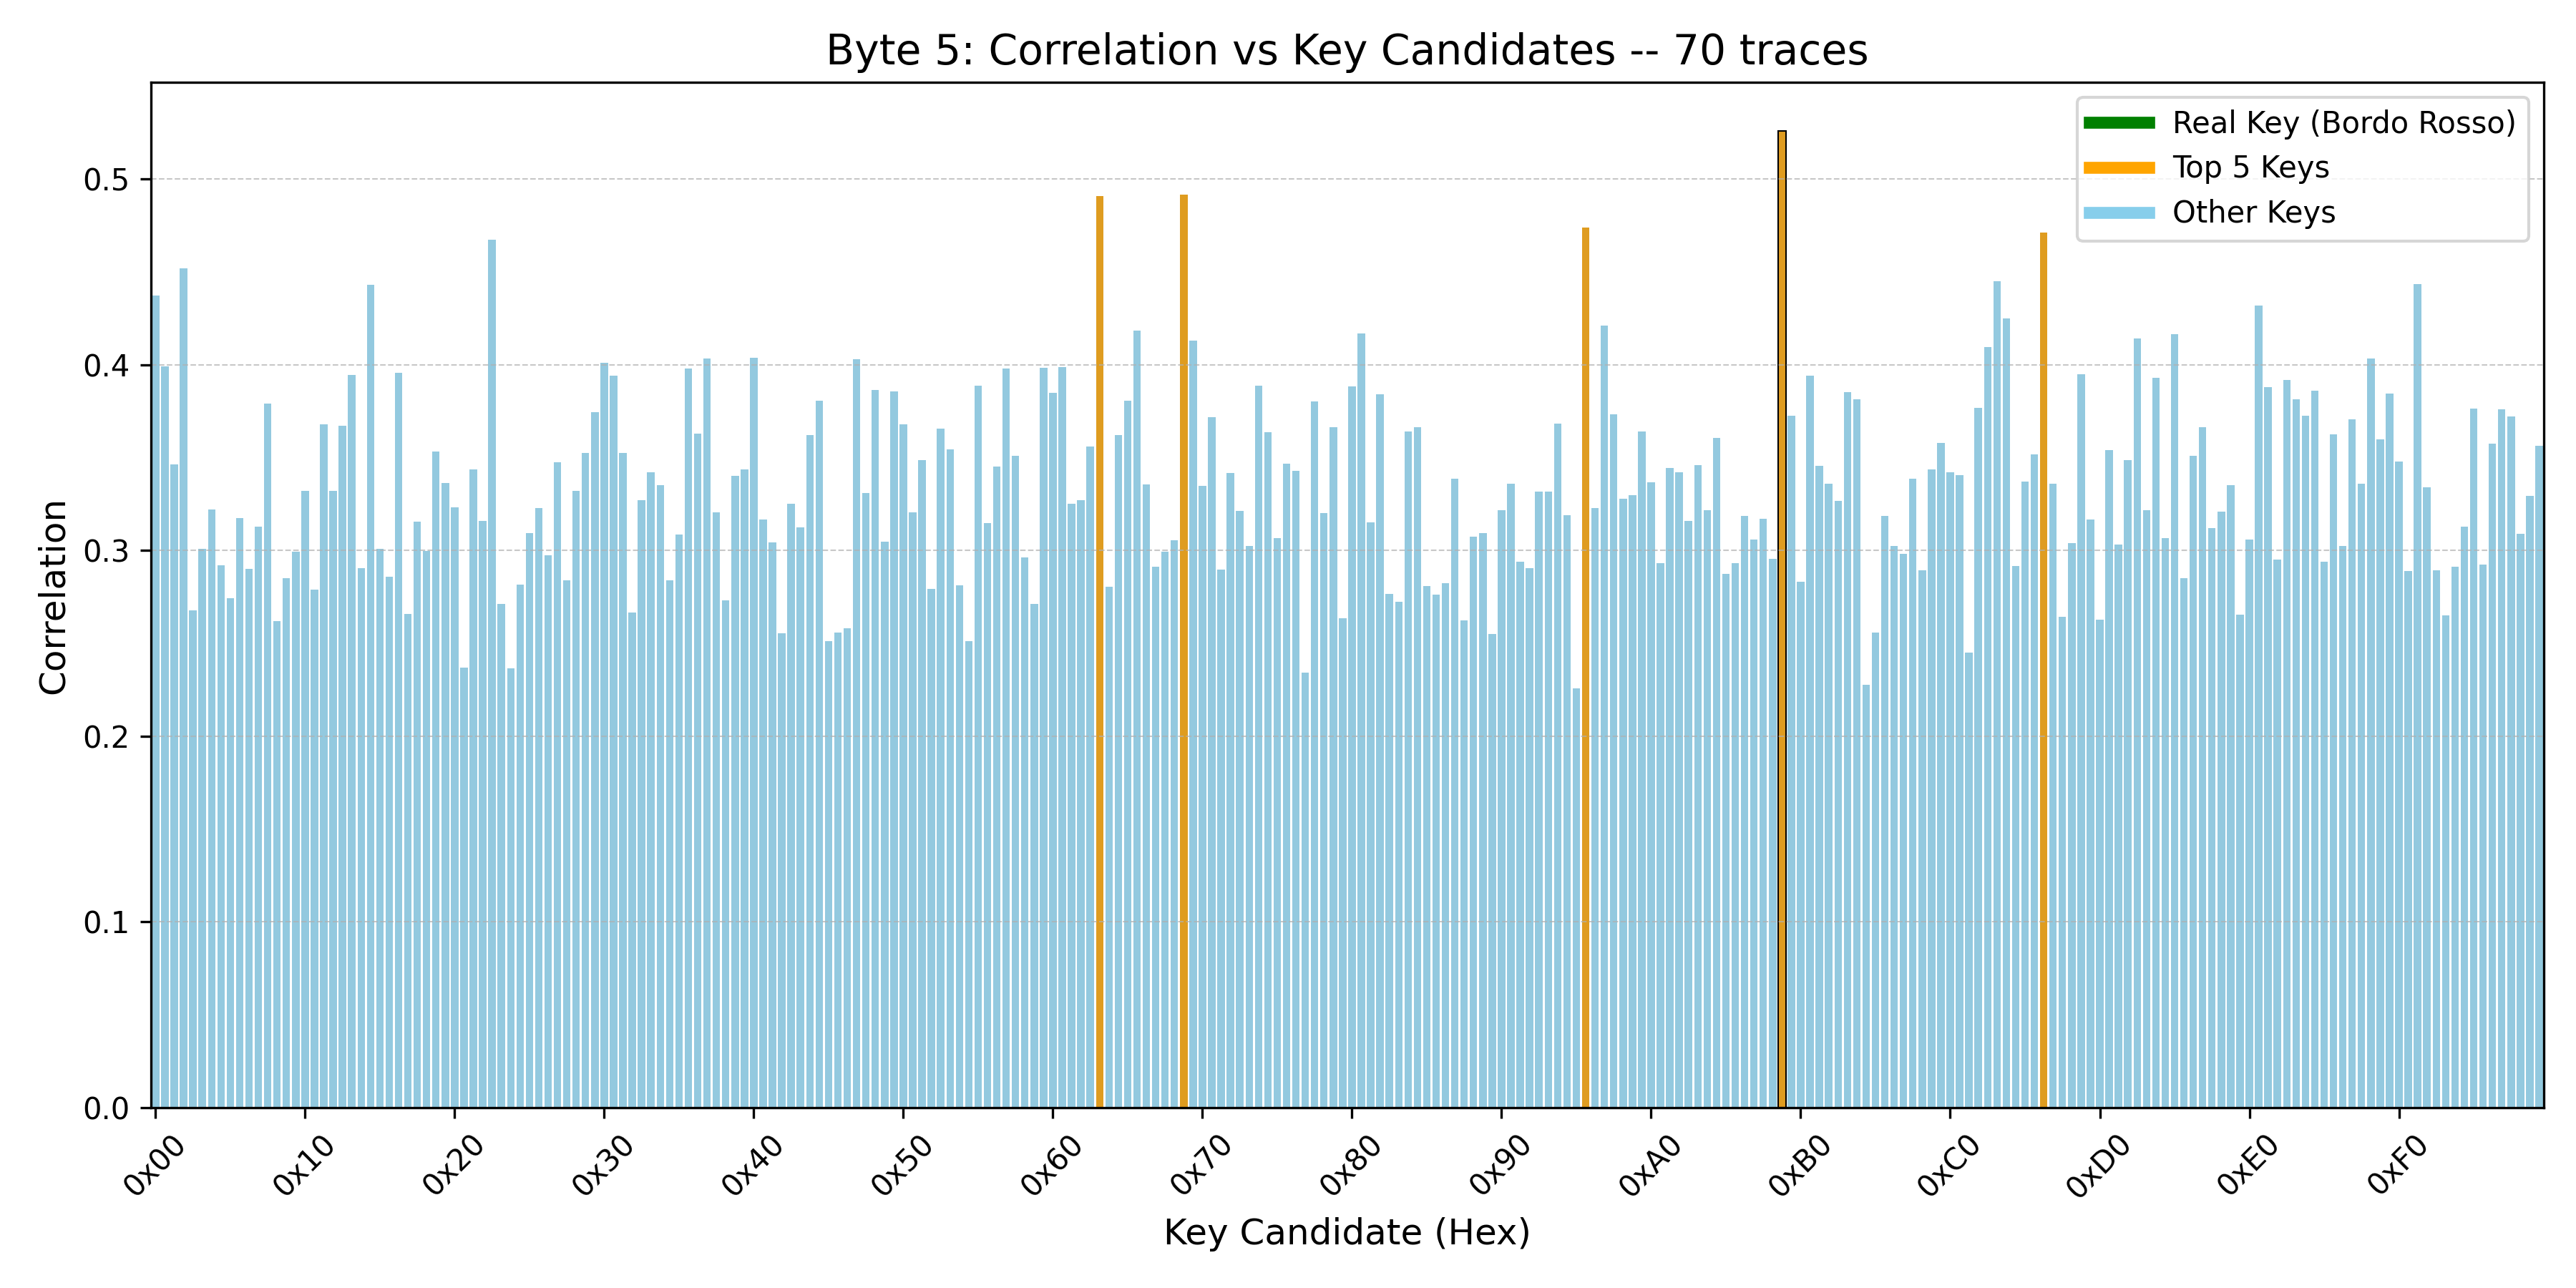 Byte 5: Correlation vs Key Candidates -- 70 traces
Real Key (Bordo Rosso)
Top 5 Keys
Other Keys
Correlation
0.5
0.4
0.3
0.2
0.1
0.0
0x00 0x10 0x20 0x30 0x40 0x50 0x60 0x70 0x80 0x90 0xA0 0xB0 0xC0 0xD0 0xE0 0xF0
Key Candidate (Hex)